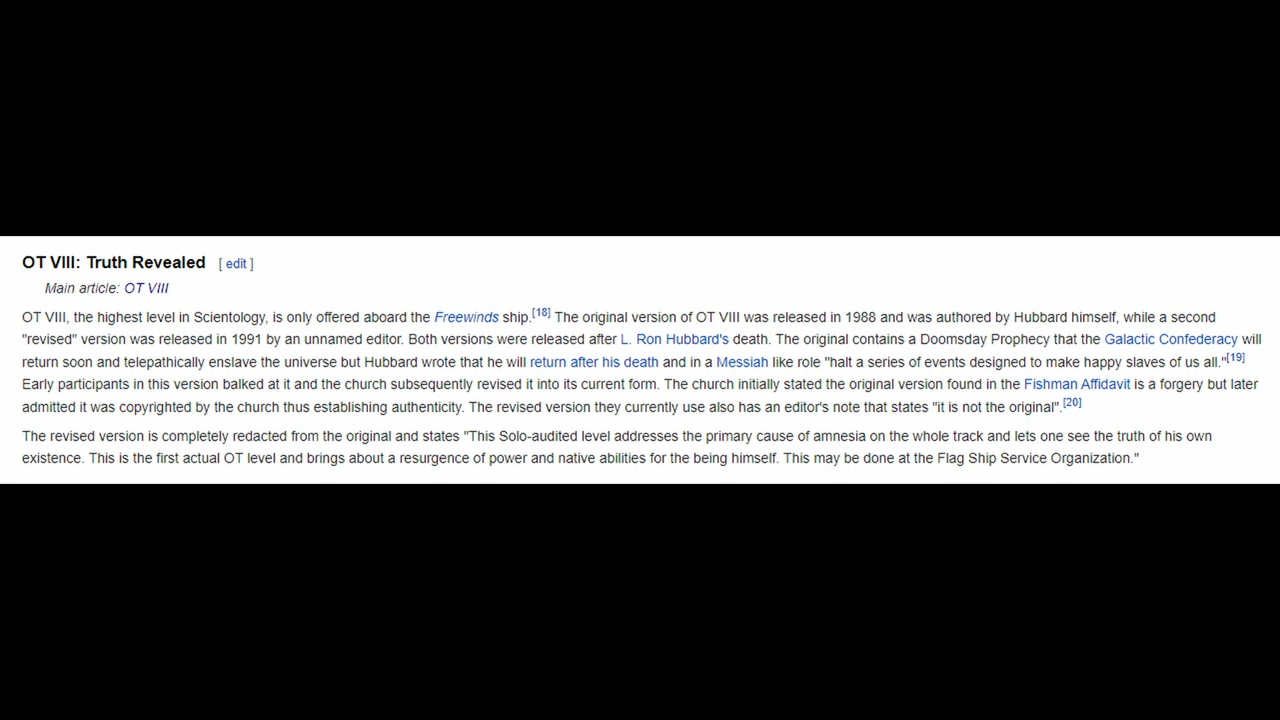 OT VIII: Truth Revealed [ edit ]
Main article: OT VIII
OT VIII, the highest level in Scientology, is only offered aboard the Freewinds ship.[18] The original version of OT VIII was released in 1988 and was authored by Hubbard himself, while a second
"revised" version was released in 1991 by an unnamed editor. Both versions were released after L. Ron Hubbard's death. The original contains a Doomsday Prophecy that the Galactic Confederacy will
return soon and telepathically enslave the universe but Hubbard wrote that he will return after his death and in a Messiah like role "halt a series of events designed to make happy slaves of us all."[19]
Early participants in this version balked at it and the church subsequently revised it into its current form. The church initially stated the original version found in the Fishman Affidavit is a forgery but later
admitted it was copyrighted by the church thus establishing authenticity. The revised version they currently use also has an editor's note that states "it is not the original".[20]
The revised version is completely redacted from the original and states "This Solo-audited level addresses the primary cause of amnesia on the whole track and lets one see the truth of his own
existence. This is the first actual OT level and brings about a resurgence of power and native abilities for the being himself. This may be done at the Flag Ship Service Organization."